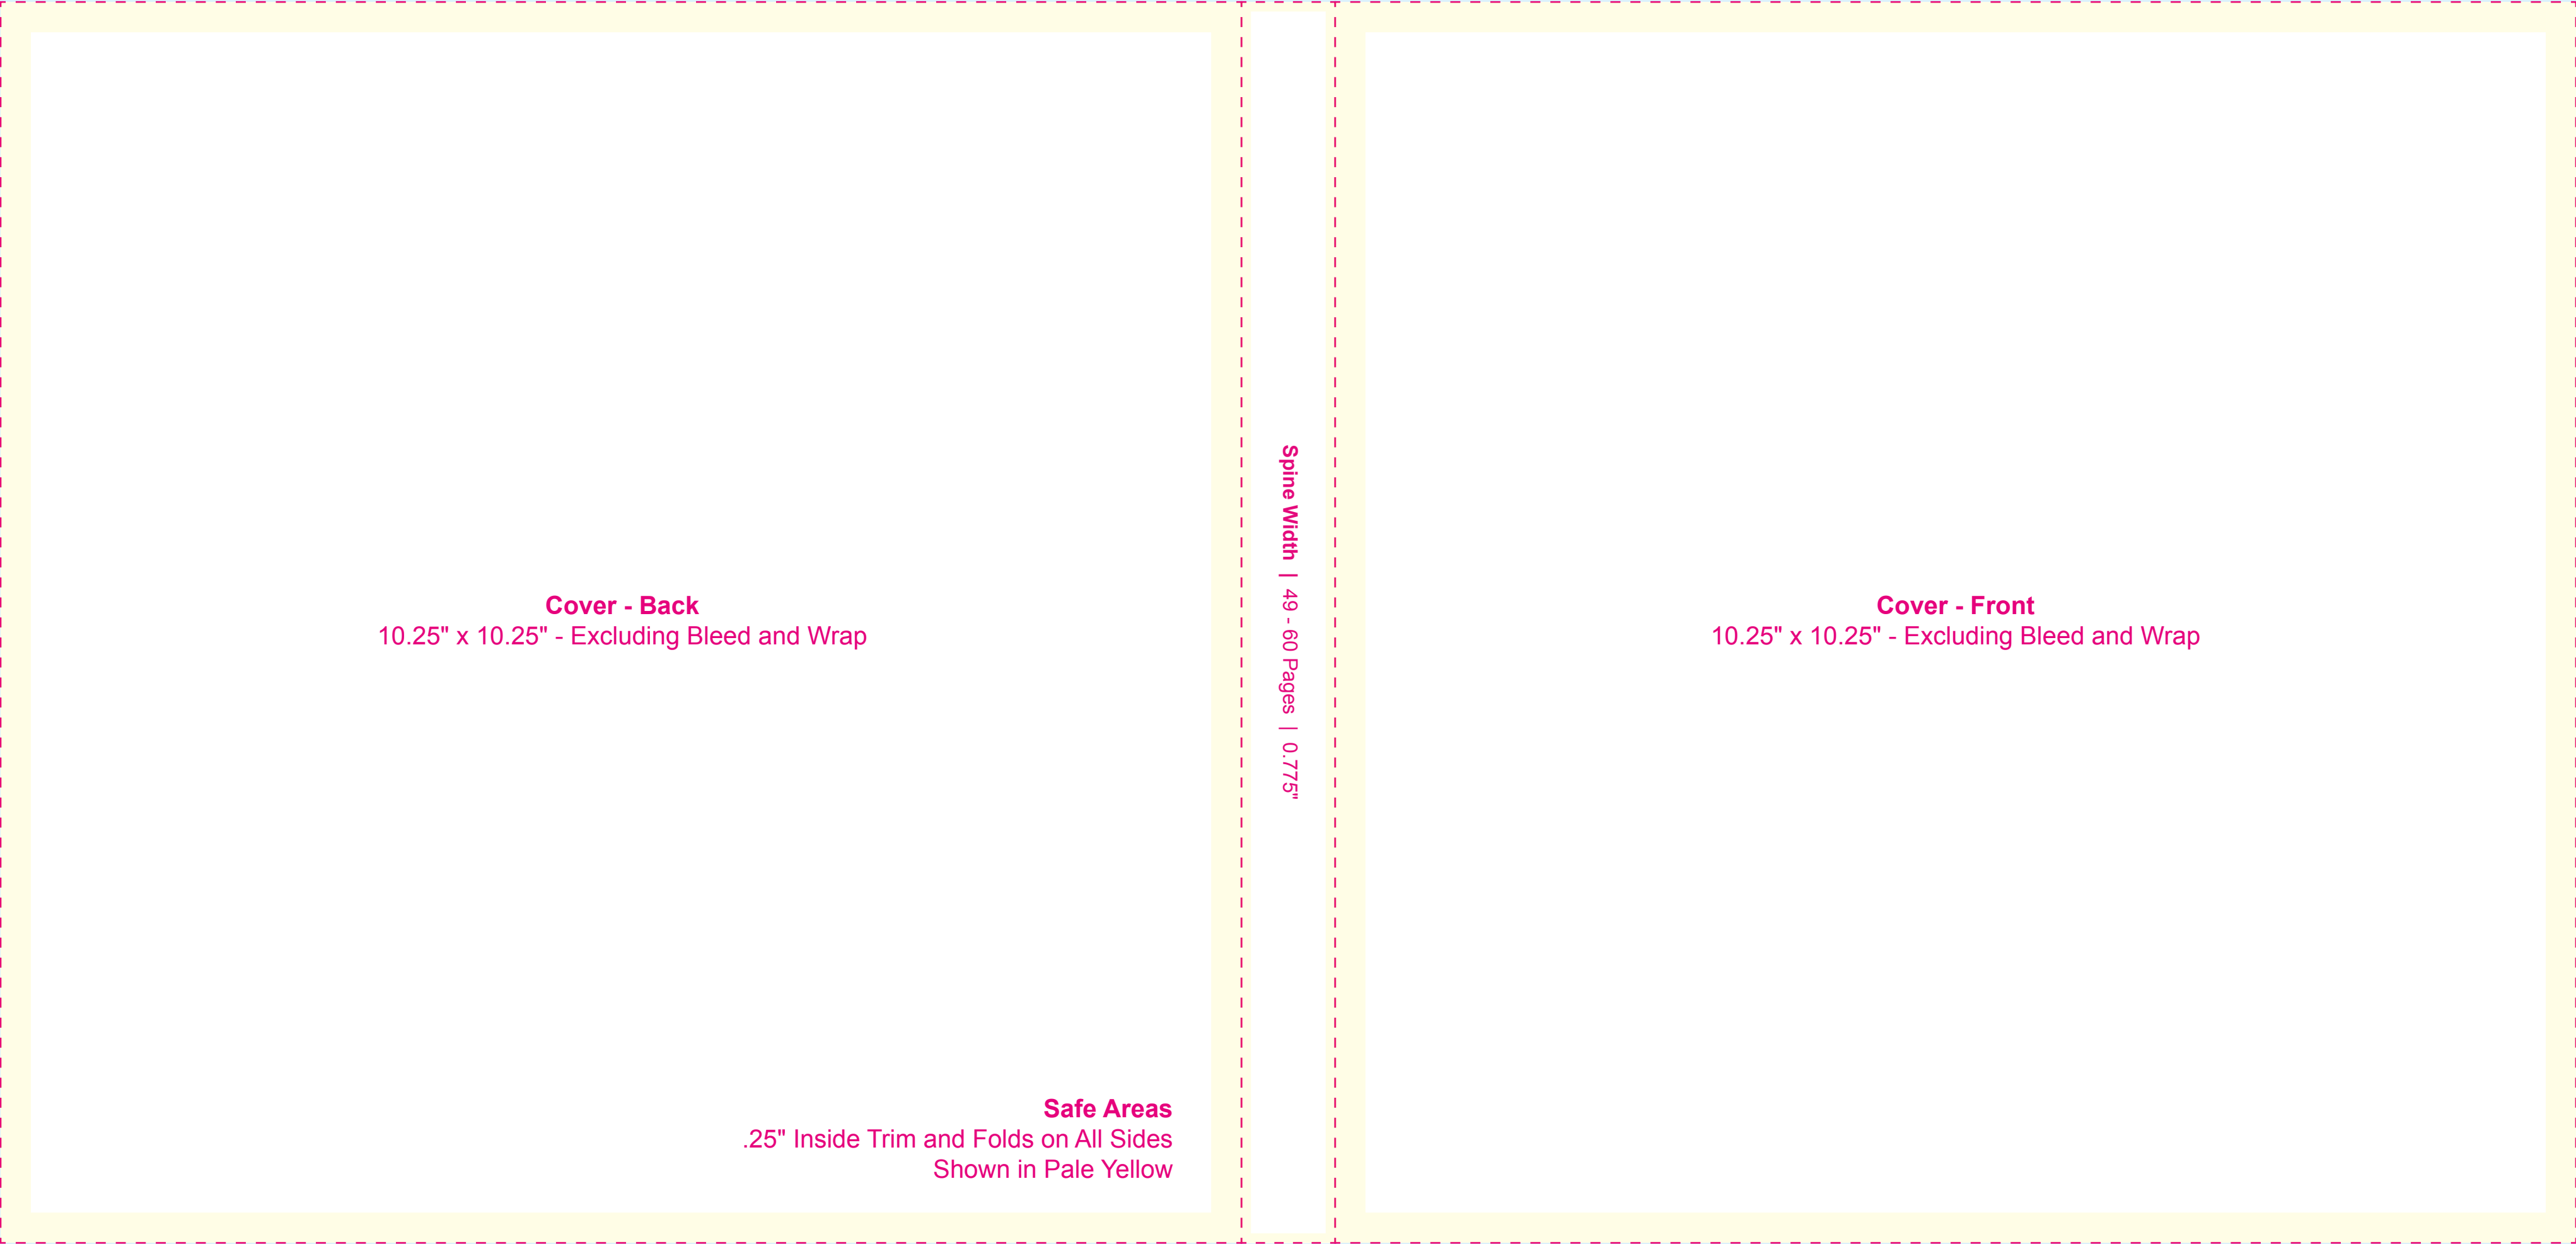 Cover - Back
10.25" x 10.25" - Excluding Bleed and Wrap
Safe Areas
.25" Inside Trim and Folds on All Sides
Shown in Pale Yellow
Spine Width | 49 - 60 Pages | 0.775"
Cover - Front
10.25" x 10.25" - Excluding Bleed and Wrap